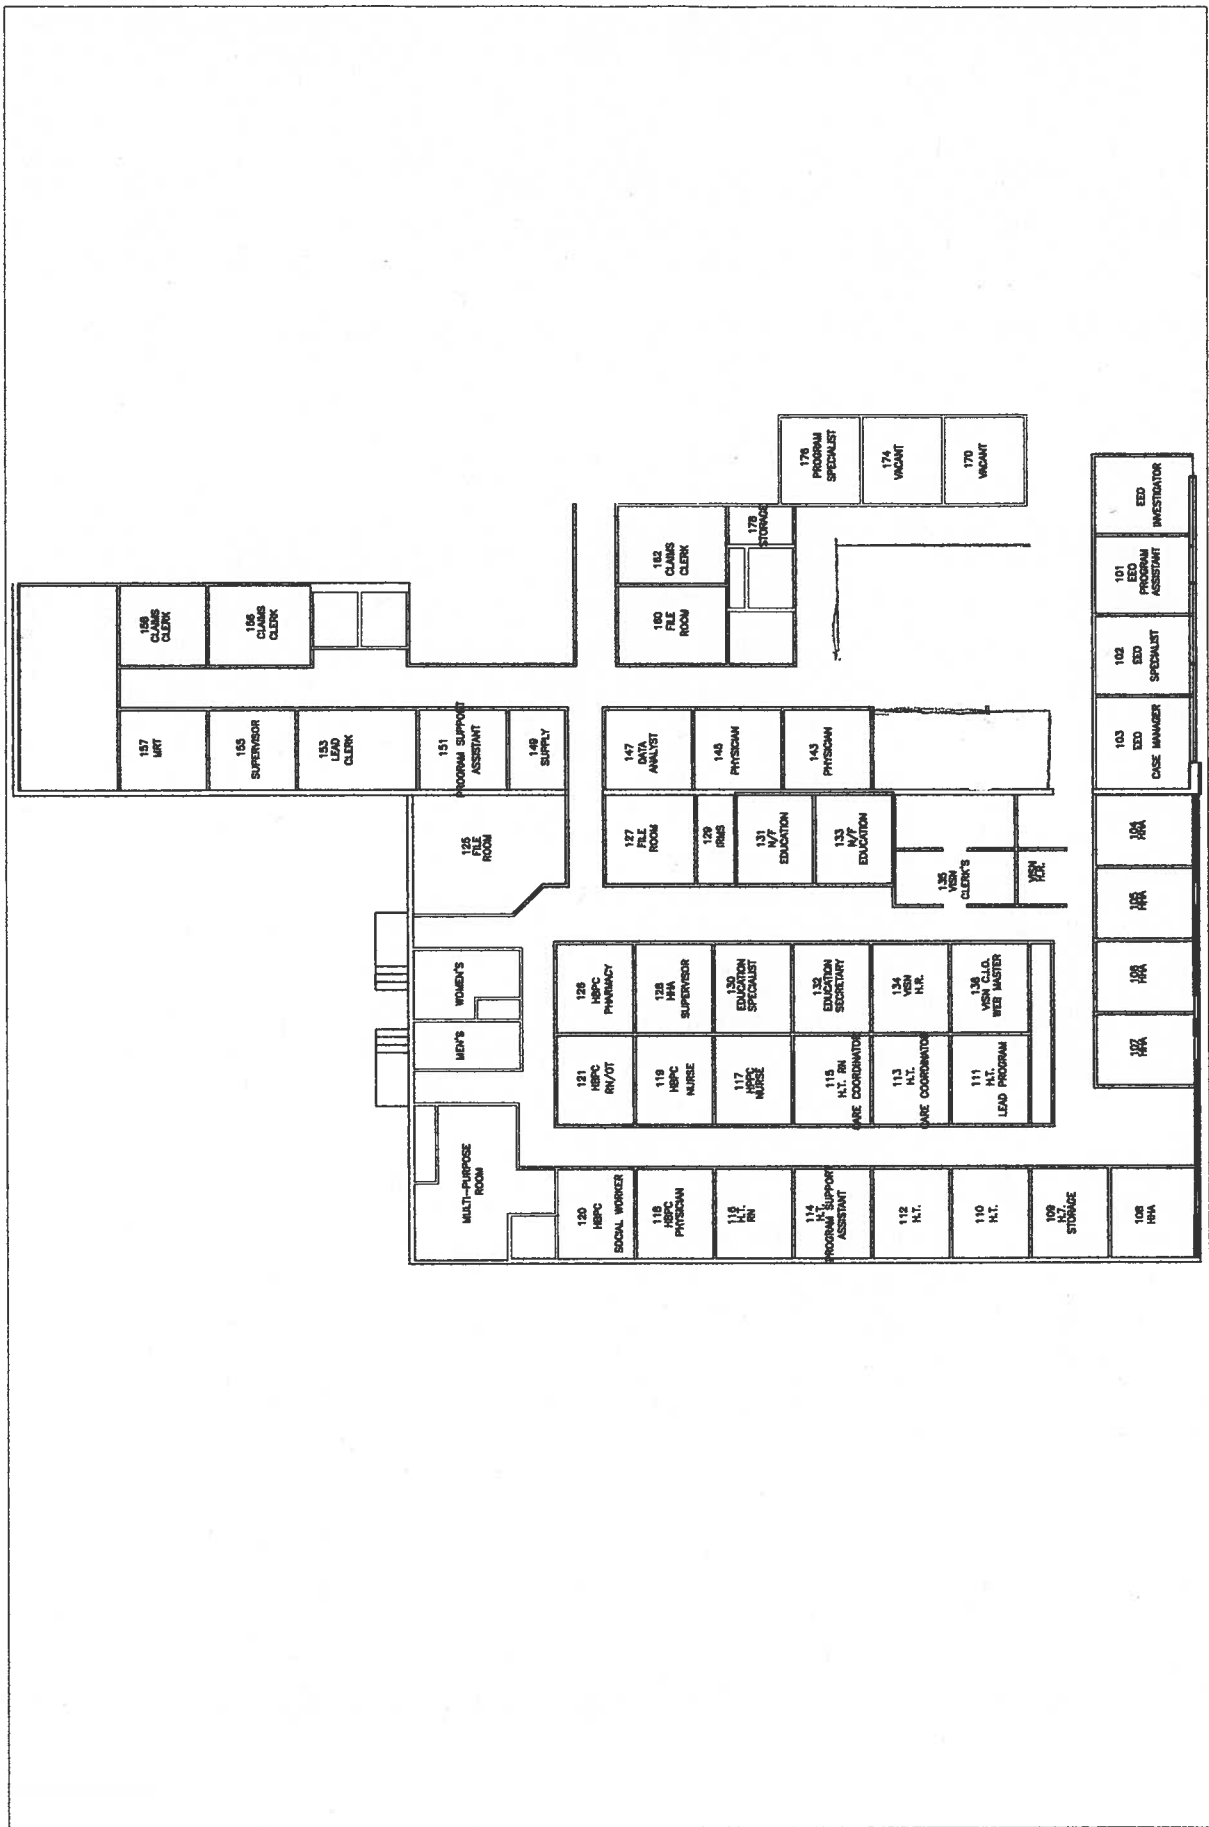 157
MRT
155
SUPERVISOR
153
LEAD
CLERK
151
PROGRAM SUPPORT
ASSISTANT
149
SUPPLY
147
DATA
ANALYST
145
PHYSICIAN
143
PHYSICIAN
158
CLAIMS
CLERK
156
CLAIMS
CLERK
160
FILE
ROOM
162
CLAIMS
CLERK
178
STORAGE
176
PROGRAM
SPECIALIST
174
VACANT
170
VACANT
EEO
INVESTIGATOR
101
EEO
PROGRAM
ASSISTANT
102
EEO
SPECIALIST
103
EEO
CASE MANAGER
104
HHA
105
HHA
106
HHA
107
HHA
125
FILE
ROOM
127
FILE
ROOM
129
IRMS
131
N/F
EDUCATION
133
N/F
EDUCATION
135
VISN
CLERK'S
VISN
H.R.
WOMEN'S
MEN'S
126
HBPC
PHARMACY
128
HHA
SUPERVISOR
130
EDUCATION
SPECIALIST
132
EDUCATION
SECRETARY
134
VISN
H.R.
136
VISN C.I.O.
WEB MASTER
121
HBPC
RN/OT
119
HBPC
NURSE
117
HPPC
NURSE
115
H.T. RN
CARE COORDINATOR
113
H.T.
CARE COORDINATOR
111
H.T.
LEAD PROGRAM
MULTI-PURPOSE
ROOM
120
HBPC
SOCIAL WORKER
118
HBPC
PHYSICIAN
116
H.T.
RN
114
H.T.
PROGRAM SUPPORT
ASSISTANT
112
H.T.
110
H.T.
109
H.T.
STORAGE
108
HHA